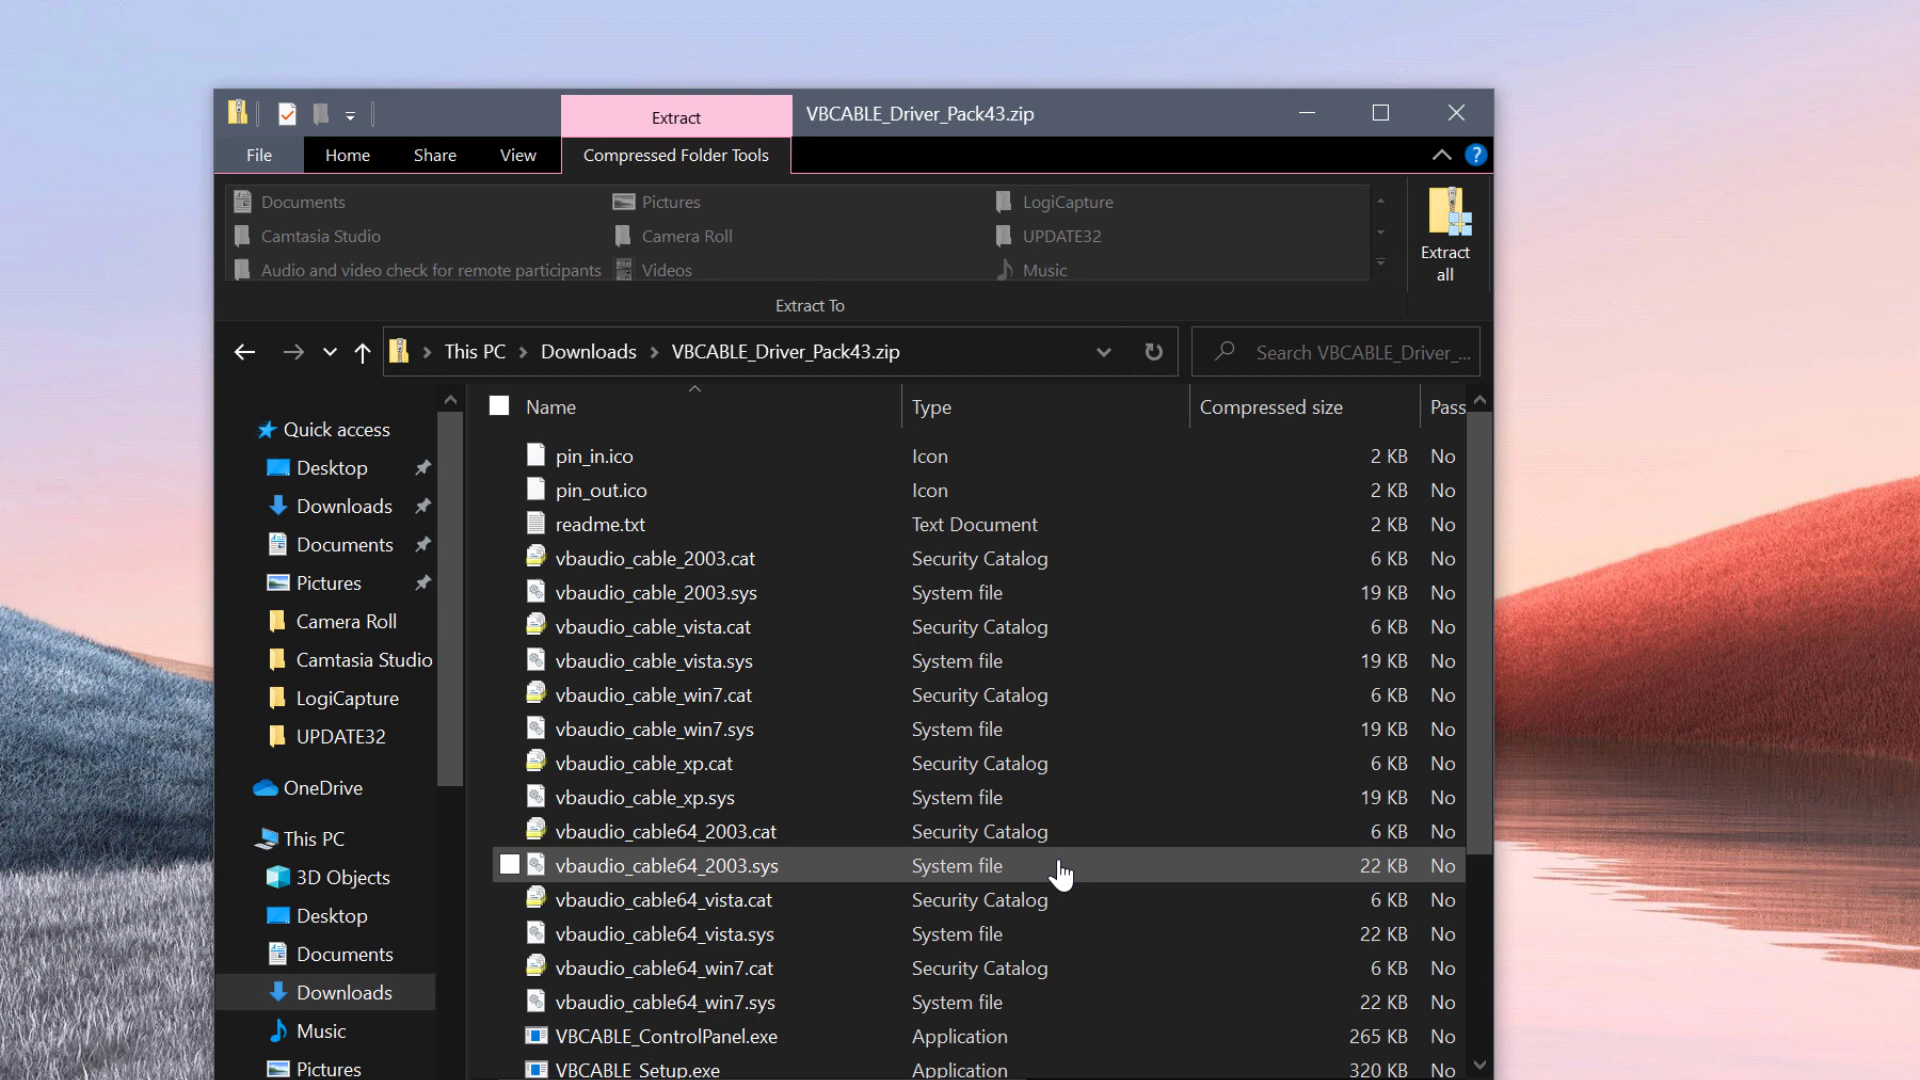 Extract VBCABLE_Driver_Pack43.zip
File Home Share View Compressed Folder Tools ?
Documents Pictures LogiCapture
Camtasia Studio Camera Roll UPDATE32
Audio and video check for remote participants Videos Music
Extract all
Extract To
This PC > Downloads > VBCABLE_Driver_Pack43.zip Search VBCABLE_Driver_...
Quick access
Desktop
Downloads
Documents
Pictures
Camera Roll
Camtasia Studio
LogiCapture
UPDATE32
OneDrive
This PC
3D Objects
Desktop
Documents
Downloads
Music
Pictures
Name Type Compressed size Pass
pin_in.ico Icon 2 KB No
pin_out.ico Icon 2 KB No
readme.txt Text Document 2 KB No
vbaudio_cable_2003.cat Security Catalog 6 KB No
vbaudio_cable_2003.sys System file 19 KB No
vbaudio_cable_vista.cat Security Catalog 6 KB No
vbaudio_cable_vista.sys System file 19 KB No
vbaudio_cable_win7.cat Security Catalog 6 KB No
vbaudio_cable_win7.sys System file 19 KB No
vbaudio_cable_xp.cat Security Catalog 6 KB No
vbaudio_cable_xp.sys System file 19 KB No
vbaudio_cable64_2003.cat Security Catalog 6 KB No
vbaudio_cable64_2003.sys System file 22 KB No
vbaudio_cable64_vista.cat Security Catalog 6 KB No
vbaudio_cable64_vista.sys System file 22 KB No
vbaudio_cable64_win7.cat Security Catalog 6 KB No
vbaudio_cable64_win7.sys System file 22 KB No
VBCABLE_ControlPanel.exe Application 265 KB No
VBCABLE_Setup.exe Application 320 KB No